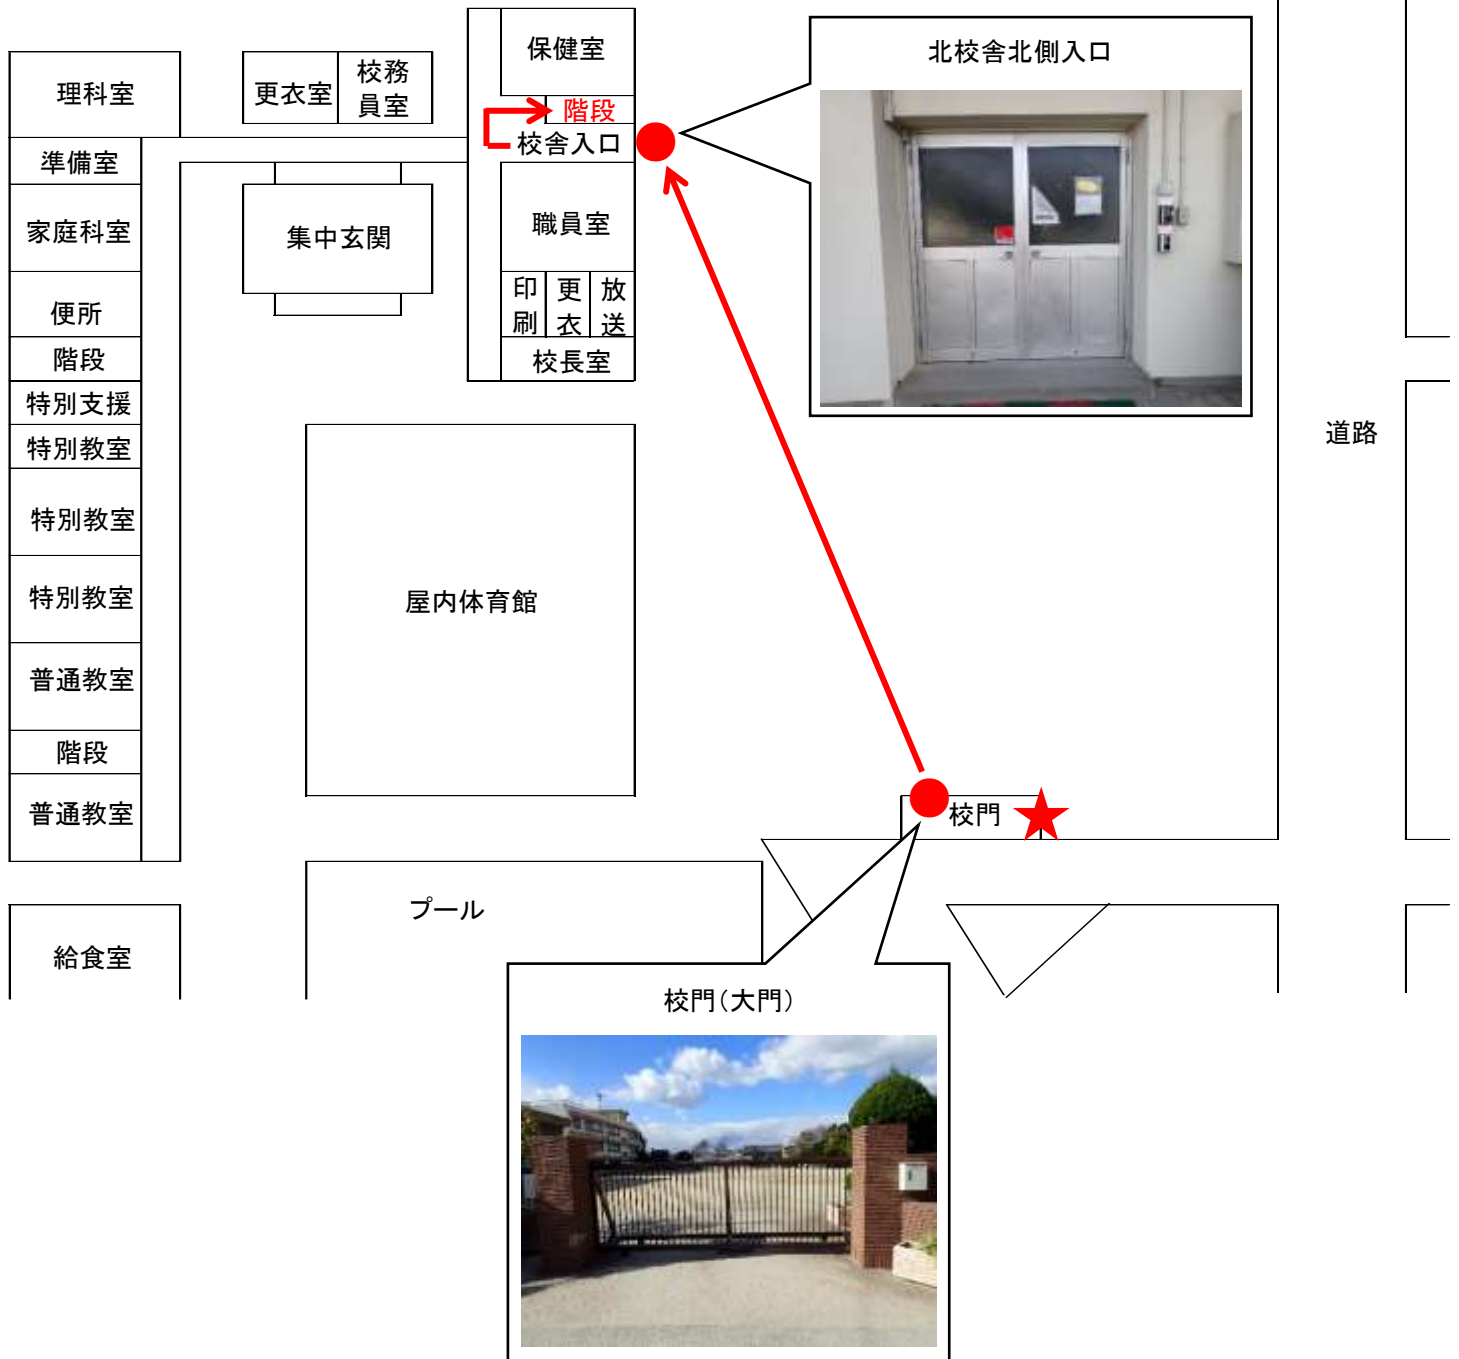 北校舎北側入口
保健室
理科室
更衣室
校務
員室
階段
校舎入口
準備室
家庭科室
集中玄関
職員室
便所
印刷
更衣
放送
階段
校長室
特別支援
道路
特別教室
特別教室
特別教室
屋内体育館
普通教室
階段
普通教室
校門
プール
給食室
校門(大門)